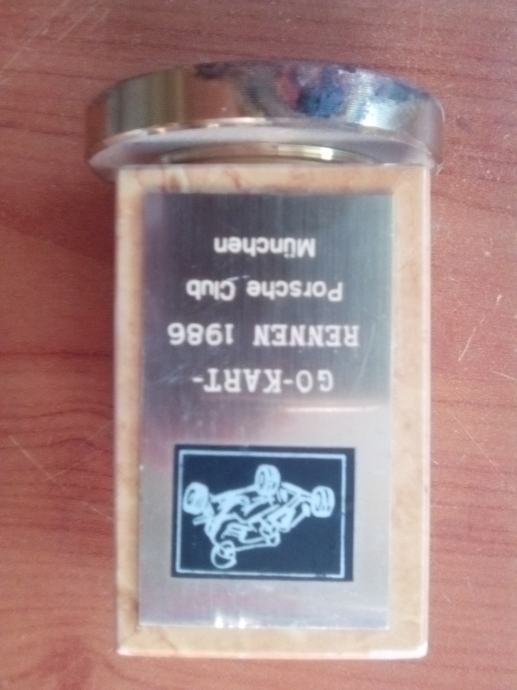 GO-KART-
RENNEN 1986
Porsche Club
München